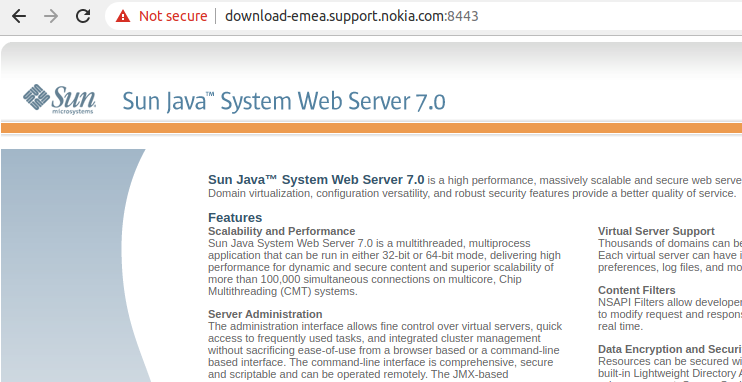 Not secure | download-emea.support.nokia.com:8443
Sun microsystems Sun Java™ System Web Server 7.0
Sun Java™ System Web Server 7.0 is a high performance, massively scalable and secure web serve
Domain virtualization, configuration versatility, and robust security features provide a better quality of service.
Features
Scalability and Performance
Sun Java System Web Server 7.0 is a multithreaded, multiprocess
application that can be run in either 32-bit or 64-bit mode, delivering high
performance for dynamic and secure content and superior scalability of
more than 100,000 simultaneous connections on multicore, Chip
Multithreading (CMT) systems.
Server Administration
The administration interface allows fine control over virtual servers, quick
access to frequently used tasks, and integrated cluster management
without sacrificing ease-of-use from a browser based or a command-line
based interface. The command-line interface is comprehensive, secure
and scriptable and can be operated remotely. The JMX-based
Virtual Server Support
Thousands of domains can be
Each virtual server can have i
preferences, log files, and mo
Content Filters
NSAPI Filters allow developer
to modify request and respons
real time.
Data Encryption and Securi
Resources can be secured wi
built-in Lightweight Directory A